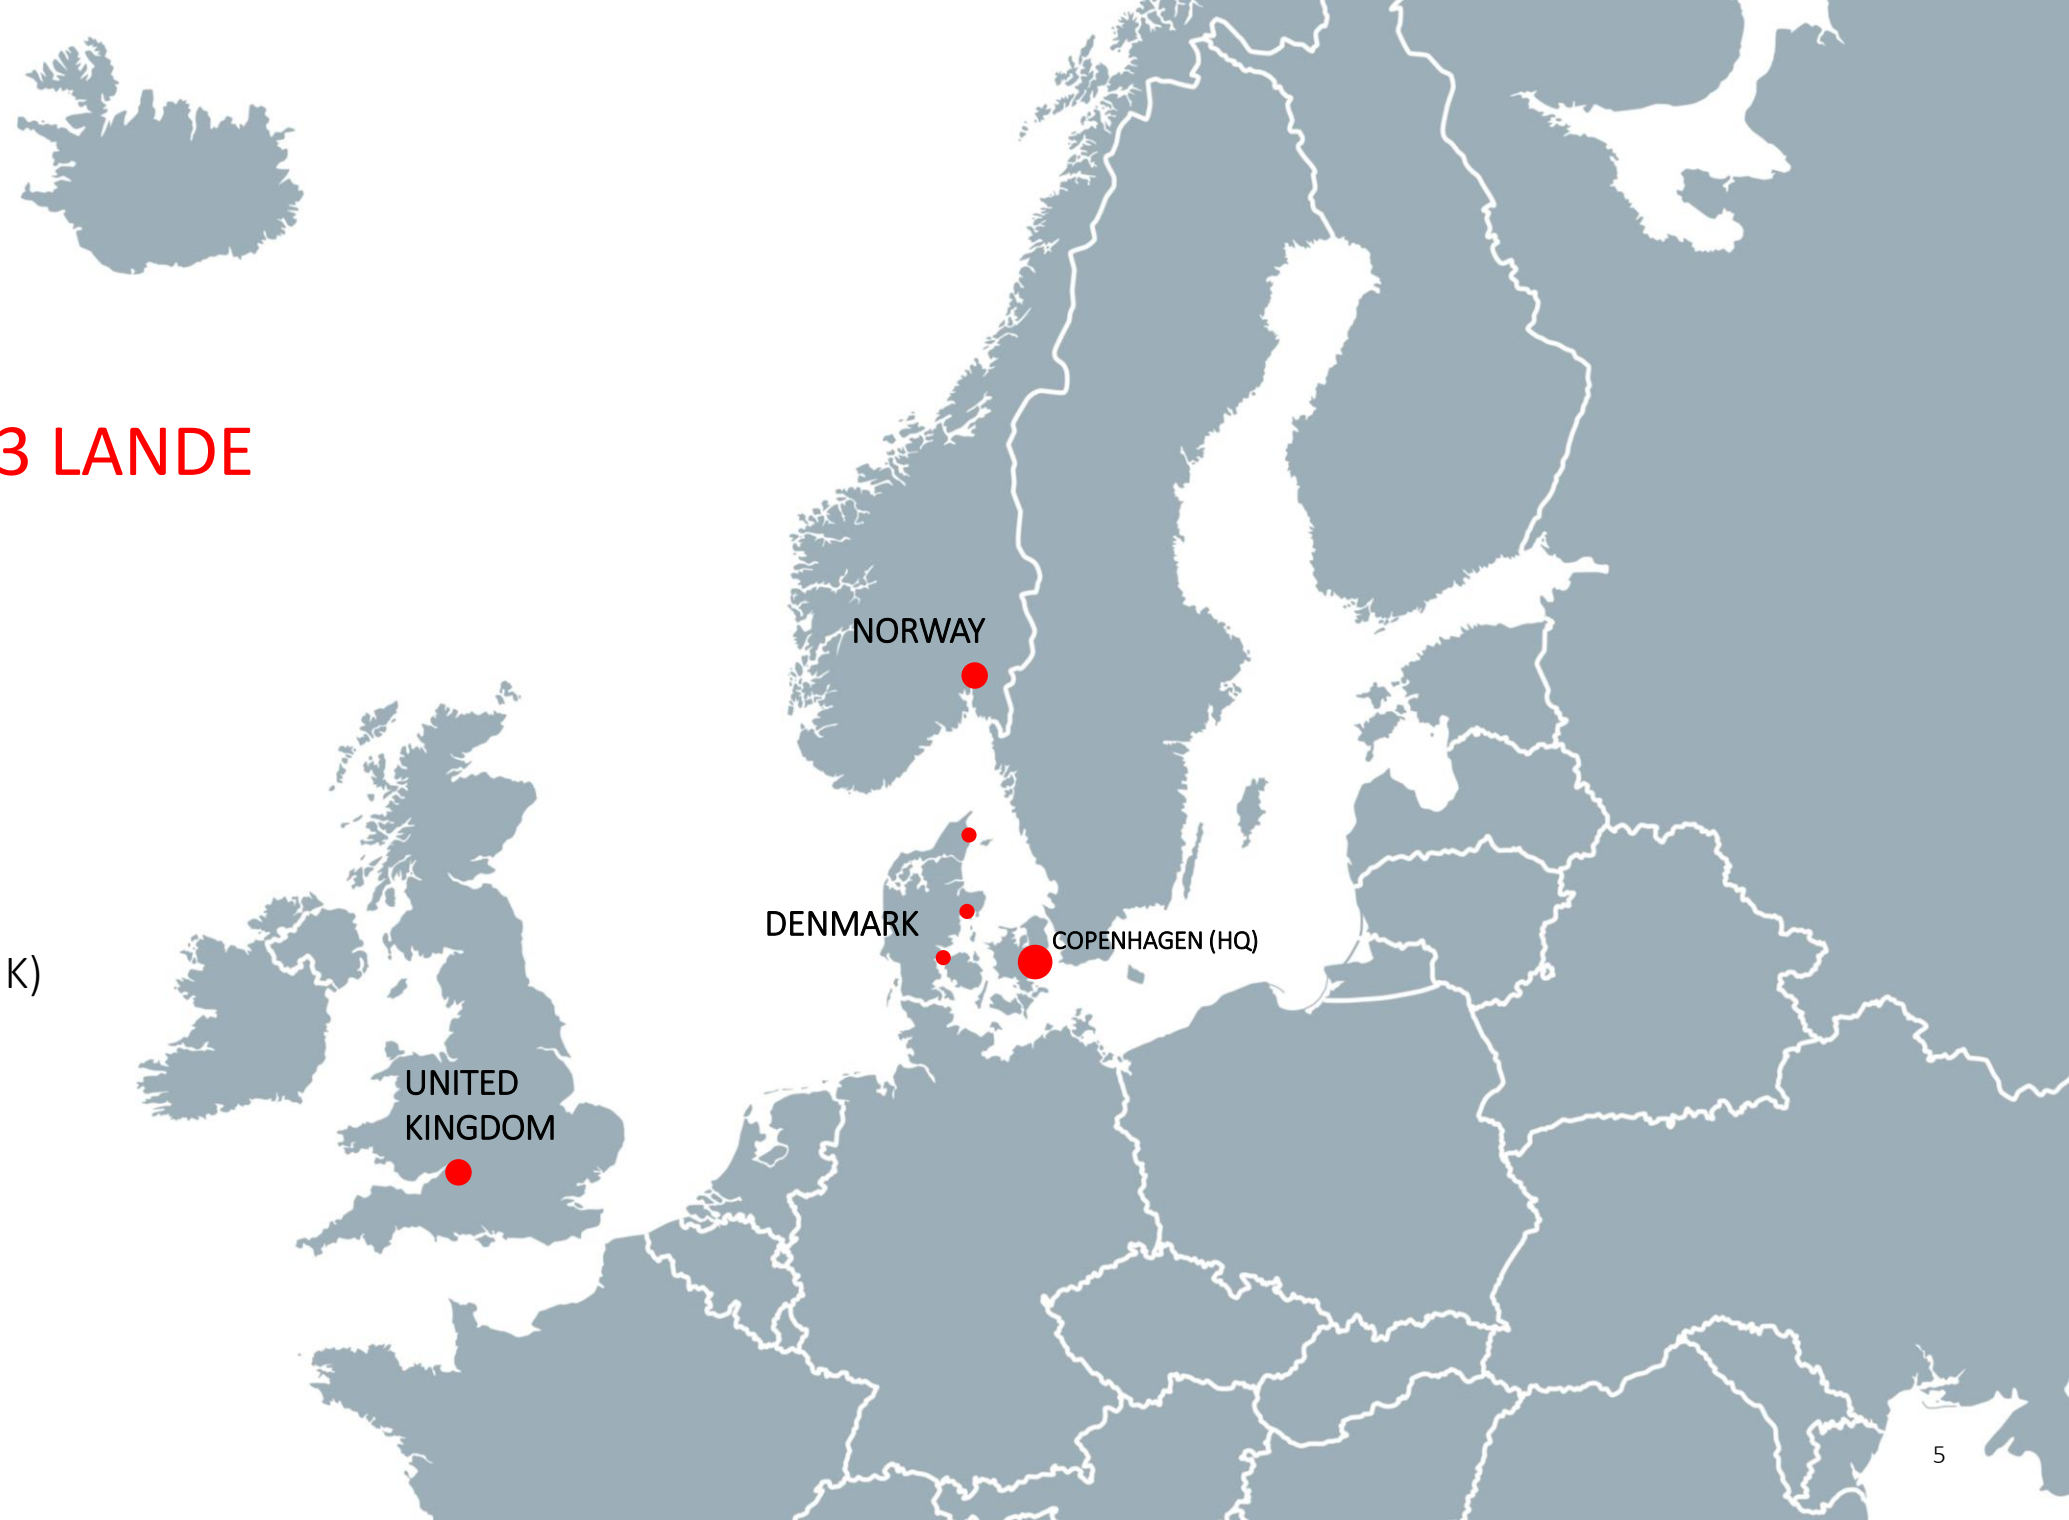 3 LANDE
NORWAY
DENMARK
COPENHAGEN (HQ)
K)
UNITED
KINGDOM
5